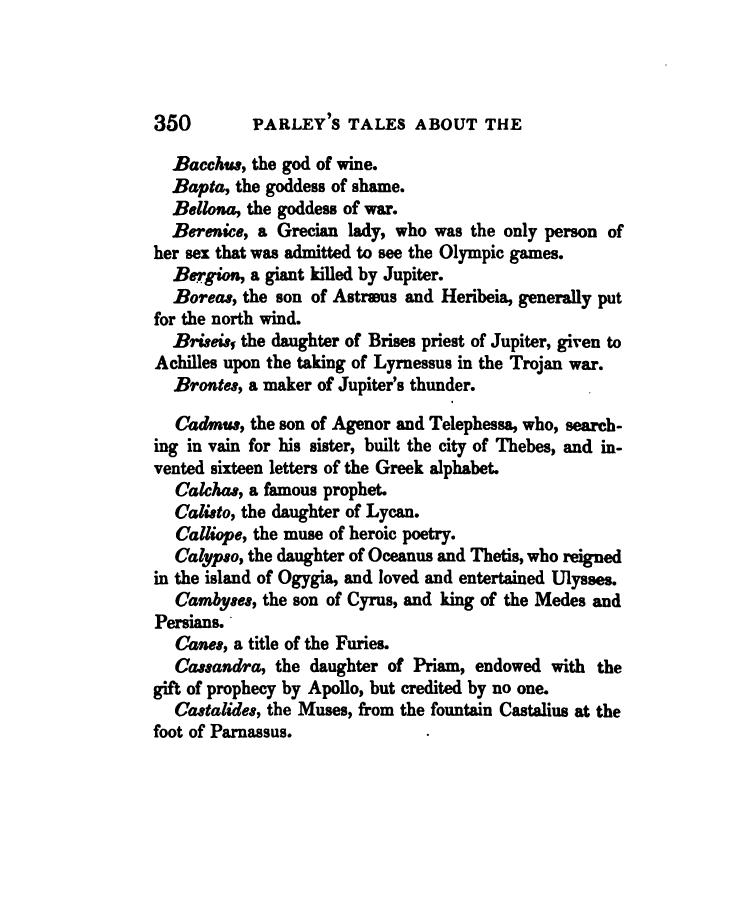 350 PARLEY'S TALES ABOUT THE
Bacchus, the god of wine.
Bapta, the goddess of shame.
Bellona, the goddess of war.
Berenice, a Grecian lady, who was the only person of
her sex that was admitted to see the Olympic games.
Bergion, a giant killed by Jupiter.
Boreas, the son of Astræus and Heribeia, generally put
for the north wind.
Briseis, the daughter of Brises priest of Jupiter, given to
Achilles upon the taking of Lyrnessus in the Trojan war.
Brontes, a maker of Jupiter's thunder.
Cadmus, the son of Agenor and Telephessa, who, search-
ing in vain for his sister, built the city of Thebes, and in-
vented sixteen letters of the Greek alphabet.
Calchas, a famous prophet.
Calisto, the daughter of Lycan.
Calliope, the muse of heroic poetry.
Calypso, the daughter of Oceanus and Thetis, who reigned
in the island of Ogygia, and loved and entertained Ulysses.
Cambyses, the son of Cyrus, and king of the Medes and
Persians.
Canes, a title of the Furies.
Cassandra, the daughter of Priam, endowed with the
gift of prophecy by Apollo, but credited by no one.
Castalides, the Muses, from the fountain Castalius at the
foot of Parnassus.